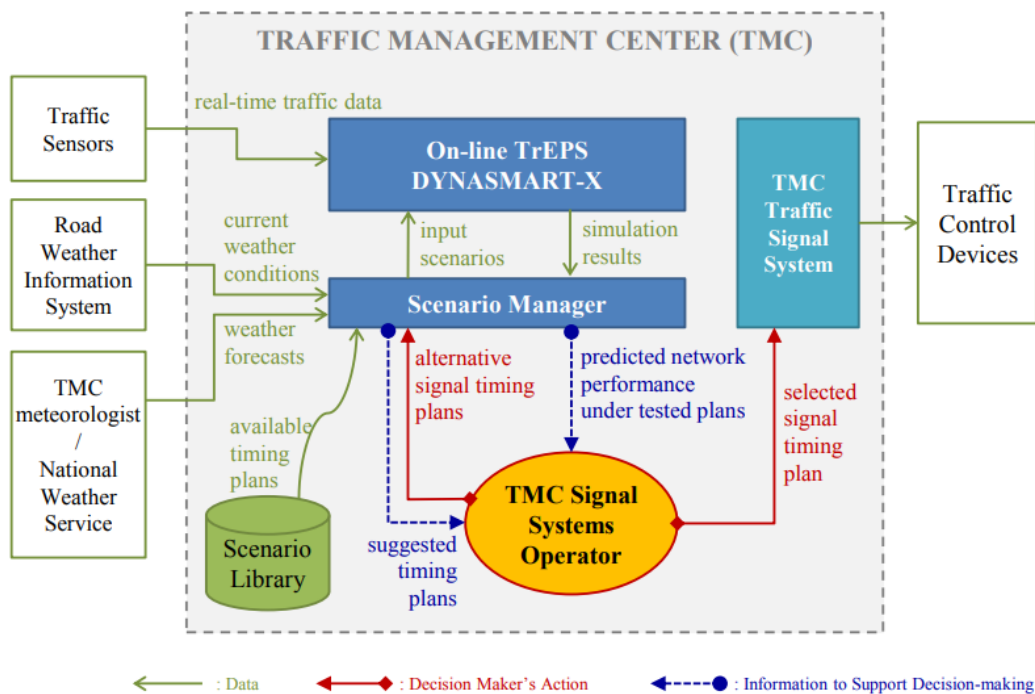 TRAFFIC MANAGEMENT CENTER (TMC)
Traffic
Sensors
real-time traffic data
On-line TrEPS
DYNASMART-X
TMC
Traffic
Signal
System
Traffic
Control
Devices
Road
Weather
Information
System
current
weather
conditions
input
scenarios
simulation
results
Scenario Manager
weather
forecasts
TMC
meteorologist
/
National
Weather
Service
alternative
signal timing
plans
predicted network
performance
under tested plans
selected
signal
timing
plan
available
timing
plans
Scenario
Library
suggested
timing
plans
TMC Signal
Systems
Operator
: Data
: Decision Maker's Action
: Information to Support Decision-making